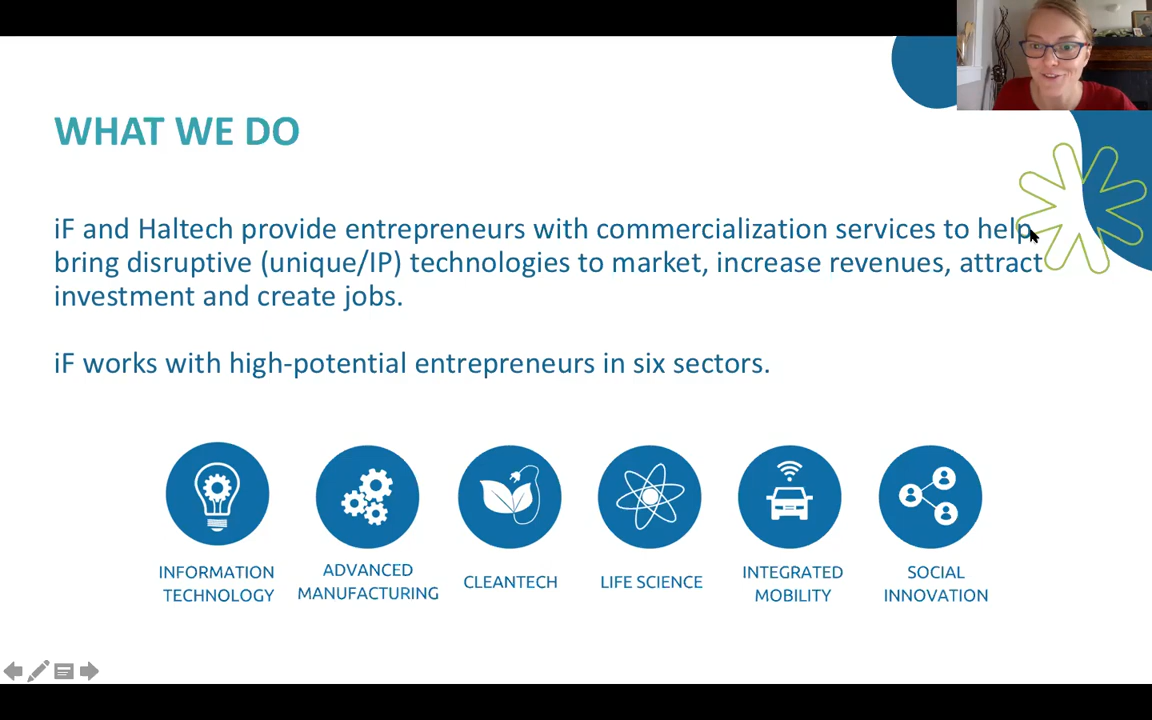 WHAT WE DO
iF and Haltech provide entrepreneurs with commercialization services to help
bring disruptive (unique/IP) technologies to market, increase revenues, attract
investment and create jobs.
iF works with high-potential entrepreneurs in six sectors.
INFORMATION
TECHNOLOGY
ADVANCED
MANUFACTURING
CLEANTECH
LIFE SCIENCE
INTEGRATED
MOBILITY
SOCIAL
INNOVATION